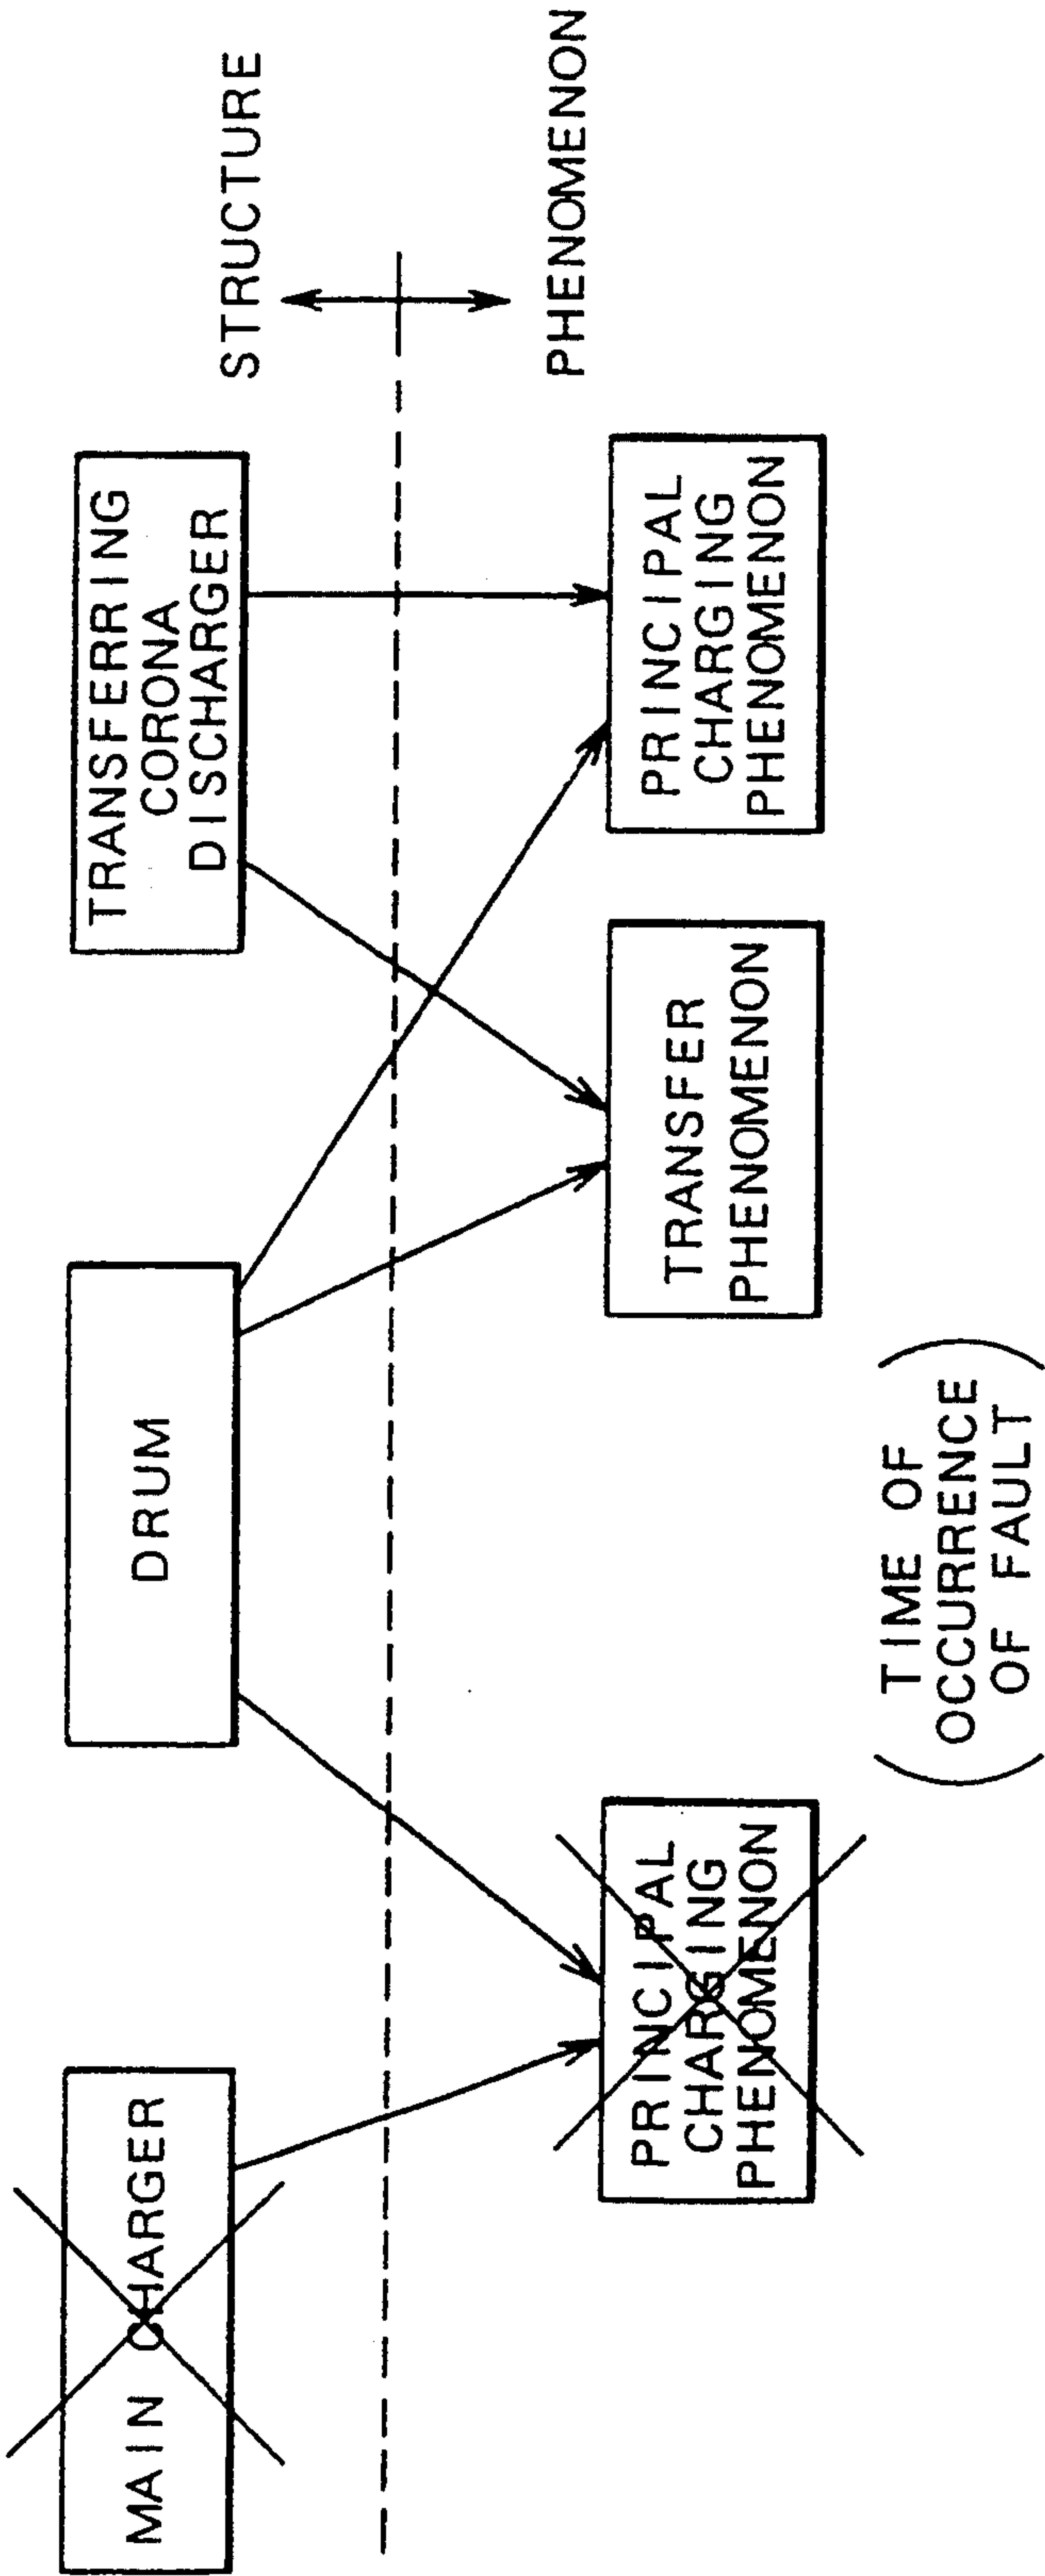 MAIN CHARGER
DRUM
TRANSFERRING
CORONA
DISCHARGER
STRUCTURE
PHENOMENON
PRINCIPAL
CHARGING
PHENOMENON
TRANSFER
PHENOMENON
PRINCIPAL
CHARGING
PHENOMENON
(TIME OF
OCCURRENCE
OF FAULT)